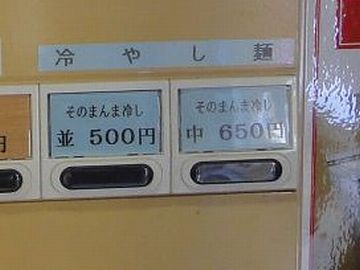 冷やし麺
円
そのまんま冷し
並 500円
そのまんま冷し
中 650円